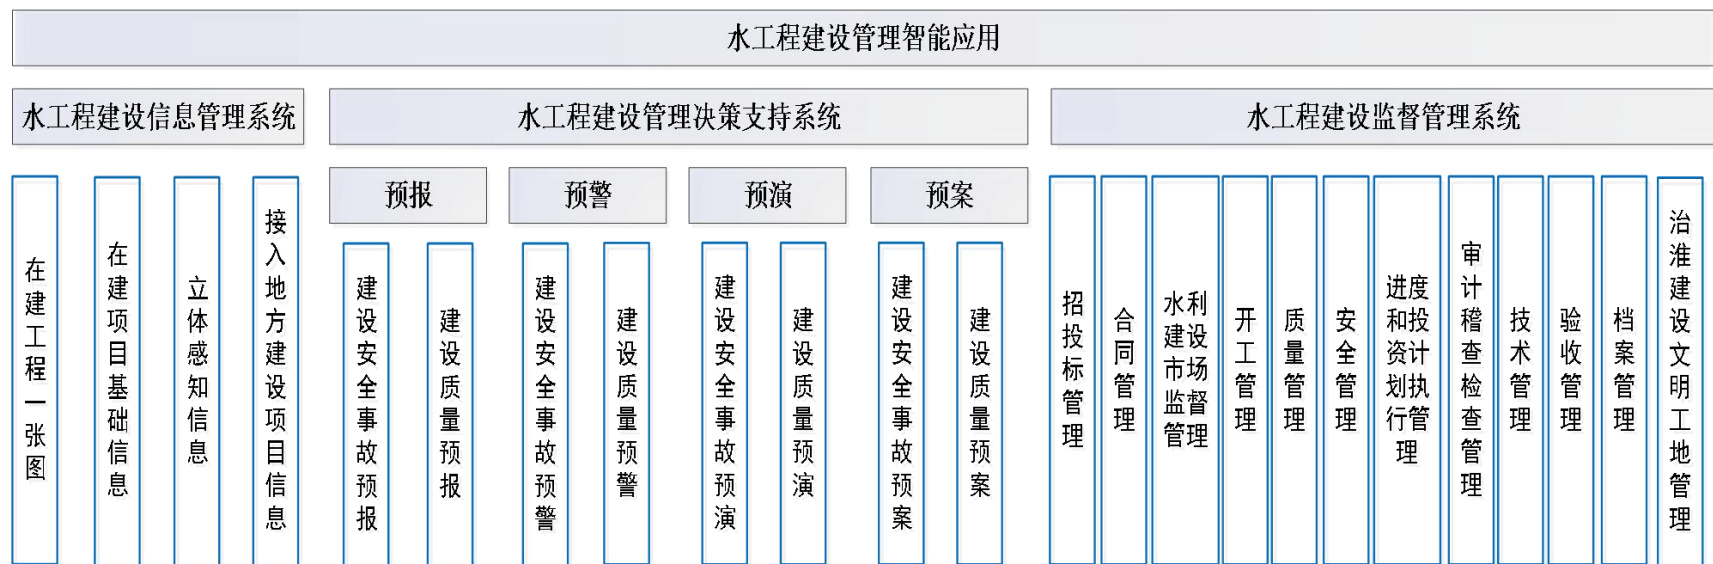 水工程建设管理智能应用
水工程建设信息管理系统
水工程建设管理决策支持系统
水工程建设监督管理系统
预报
预警
预演
预案
在建工程一张图
在建项目基础信息
立体感知信息
接入地方建设项目信息
建设安全事故预报
建设质量预报
建设安全事故预警
建设质量预警
建设安全事故预演
建设质量预演
建设安全事故预案
建设质量预案
招投标管理
合同管理
水利建设市场监督管理
开工管理
质量管理
安全管理
进度和投资计划执行管理
审计稽查检查管理
技术管理
验收管理
档案管理
治淮建设文明工地管理